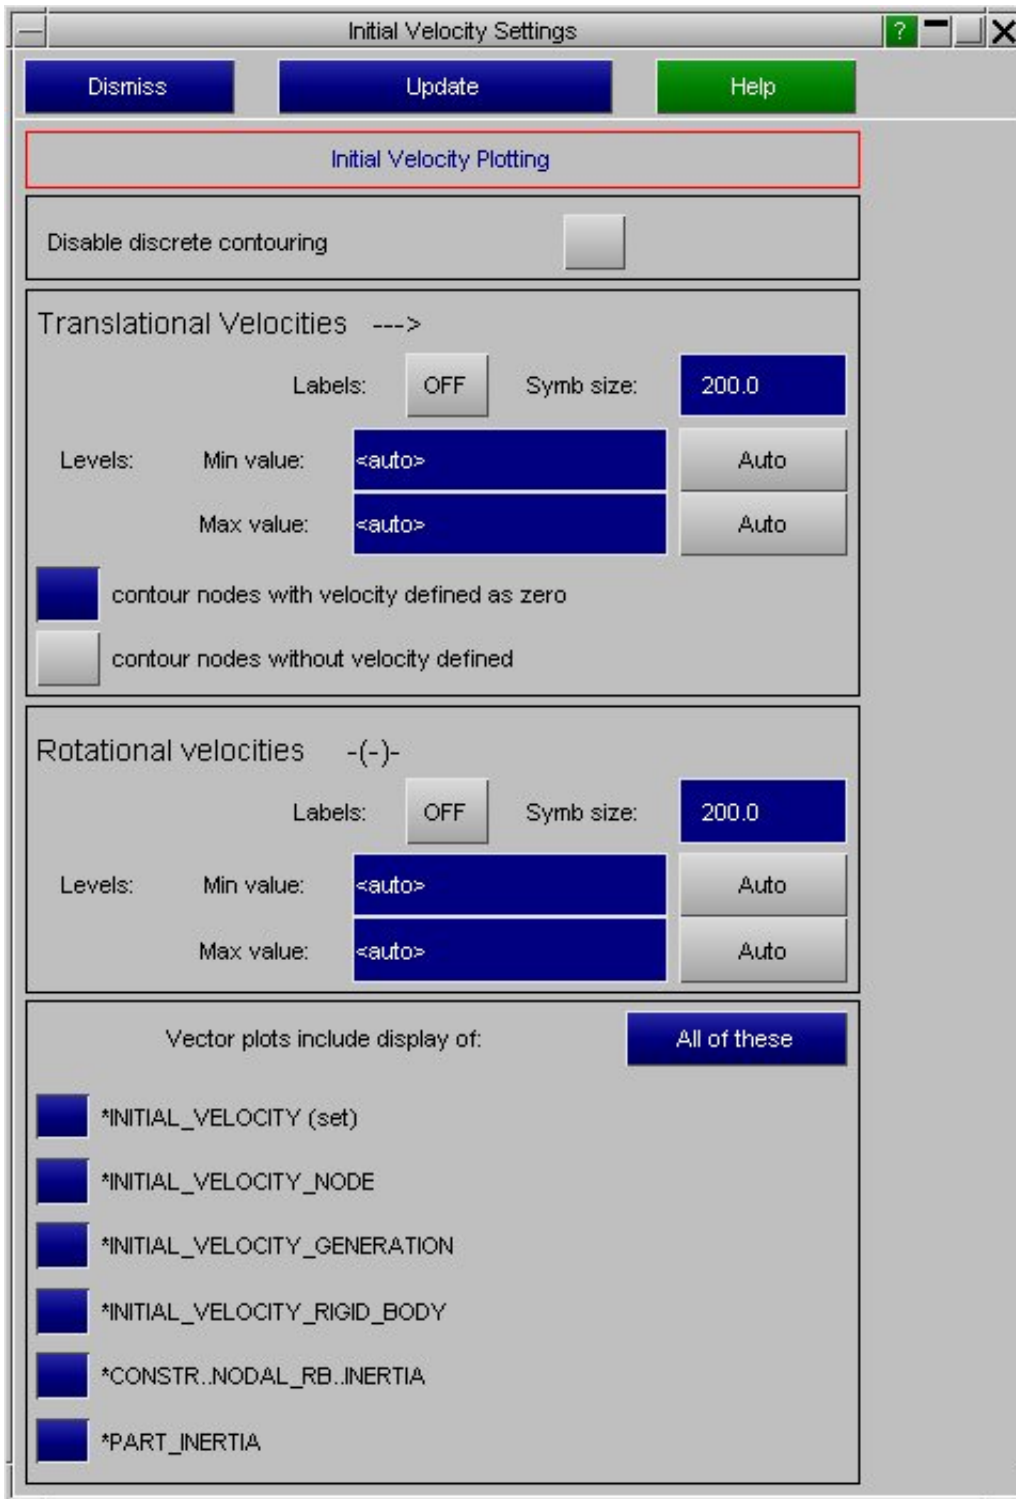 Initial Velocity Settings ?
Dismiss Update Help
Initial Velocity Plotting
Disable discrete contouring
Translational Velocities --->
Labels: OFF Symb size: 200.0
Levels: Min value: <auto> Auto
Max value: <auto> Auto
contour nodes with velocity defined as zero
contour nodes without velocity defined
Rotational velocities -(-)-
Labels: OFF Symb size: 200.0
Levels: Min value: <auto> Auto
Max value: <auto> Auto
Vector plots include display of: All of these
*INITIAL_VELOCITY (set)
*INITIAL_VELOCITY_NODE
*INITIAL_VELOCITY_GENERATION
*INITIAL_VELOCITY_RIGID_BODY
*CONSTR..NODAL_RB..INERTIA
*PART_INERTIA